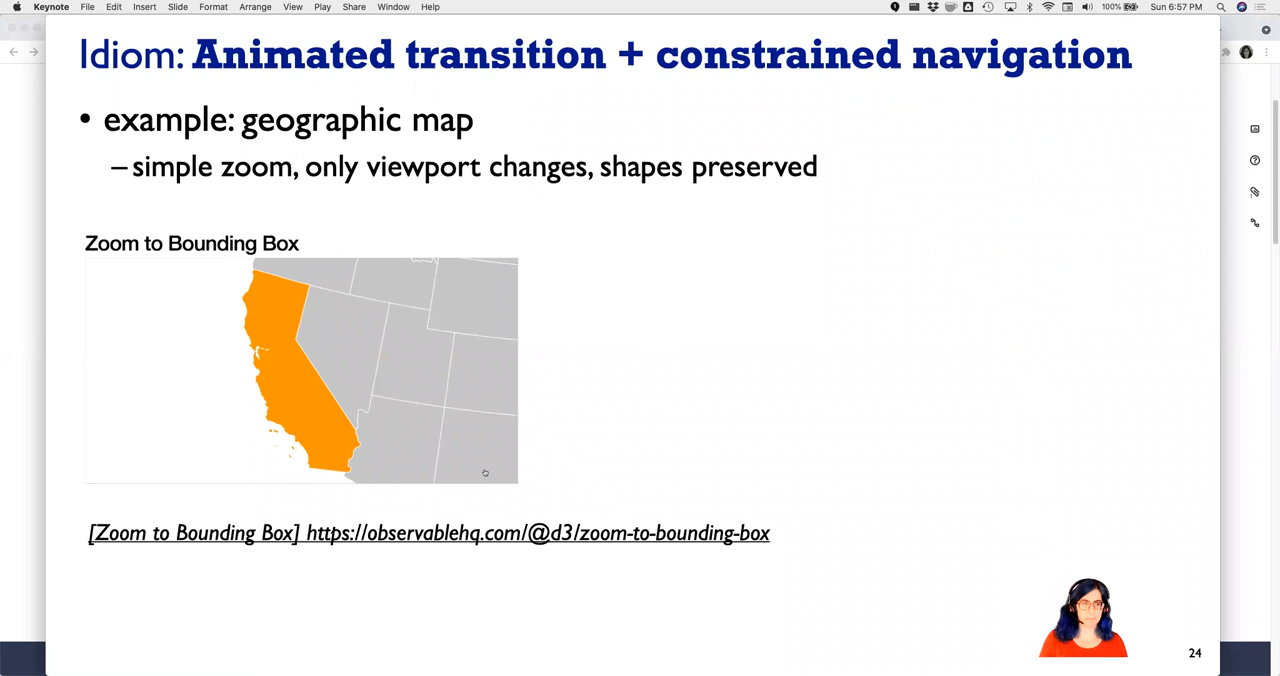 Keynote File Edit Insert Slide Format Arrange View Play Share Window Help 100% Sun 6:57 PM
Idiom: Animated transition + constrained navigation
• example: geographic map
– simple zoom, only viewport changes, shapes preserved
Zoom to Bounding Box
[Zoom to Bounding Box] https://observablehq.com/@d3/zoom-to-bounding-box
24